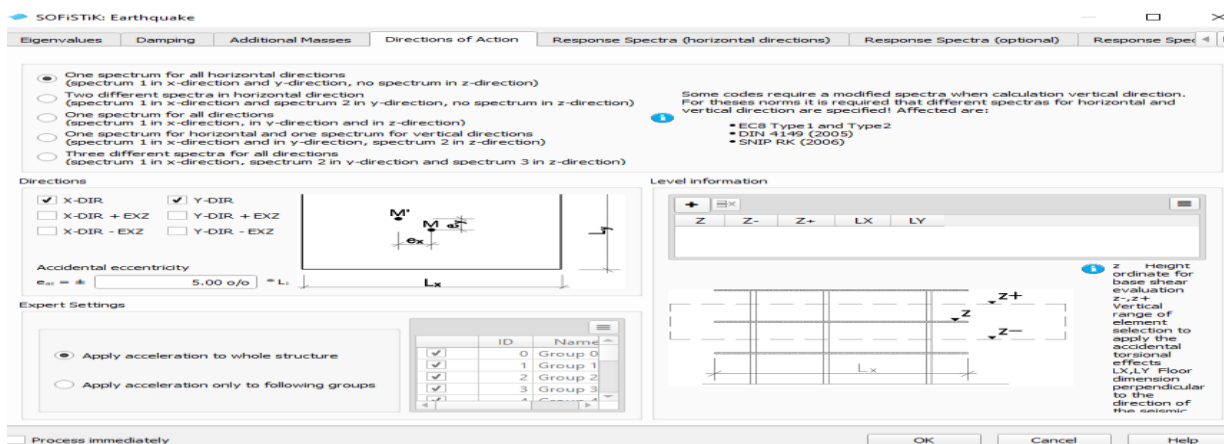 SOFiSTiK: Earthquake
Eigenvalues
Damping
Additional Masses
Directions of Action
Response Spectra (horizontal directions)
Response Spectra (optional)
Response Spec
One spectrum for all horizontal directions
(spectrum 1 in x-direction and y-direction, no spectrum in z-direction)
Two different spectra in horizontal direction
(spectrum 1 in x-direction and spectrum 2 in y-direction, no spectrum in z-direction)
One spectrum for all directions
(spectrum 1 in x-direction, in y-direction and in z-direction)
One spectrum for horizontal and one spectrum for vertical directions
(spectrum 1 in x-direction and in y-direction, spectrum 2 in z-direction)
Three different spectra for all directions
(spectrum 1 in x-direction, spectrum 2 in y-direction and spectrum 3 in z-direction)
Some codes require a modified spectra when calculation vertical direction.
For theses norms it is required that different spectras for horizontal and
vertical direction are specified! Affected are:
• EC8 Type1 and Type2
• DIN 4149 (2005)
• SNIP RK (2006)
Directions
X-DIR
Y-DIR
X-DIR + EXZ
Y-DIR + EXZ
X-DIR - EXZ
Y-DIR - EXZ
M'
M
ex
Ly
Lx
Accidental eccentricity
= ± 5.00 o/o
Expert Settings
Apply acceleration to whole structure
Apply acceleration only to following groups
ID Name
0 Group 0
1 Group 1
2 Group 2
3 Group 3
Level information
Z Z- Z+ LX LY
z+
z
z-
Lx
z Height
ordinate for
base shear
evaluation
z-,z+
Vertical
range of
element
selection to
apply the
accidental
torsional
effects
LX,LY Floor
dimension
perpendicular
to the
direction of
the seismic
Process immediately
OK
Cancel
Help